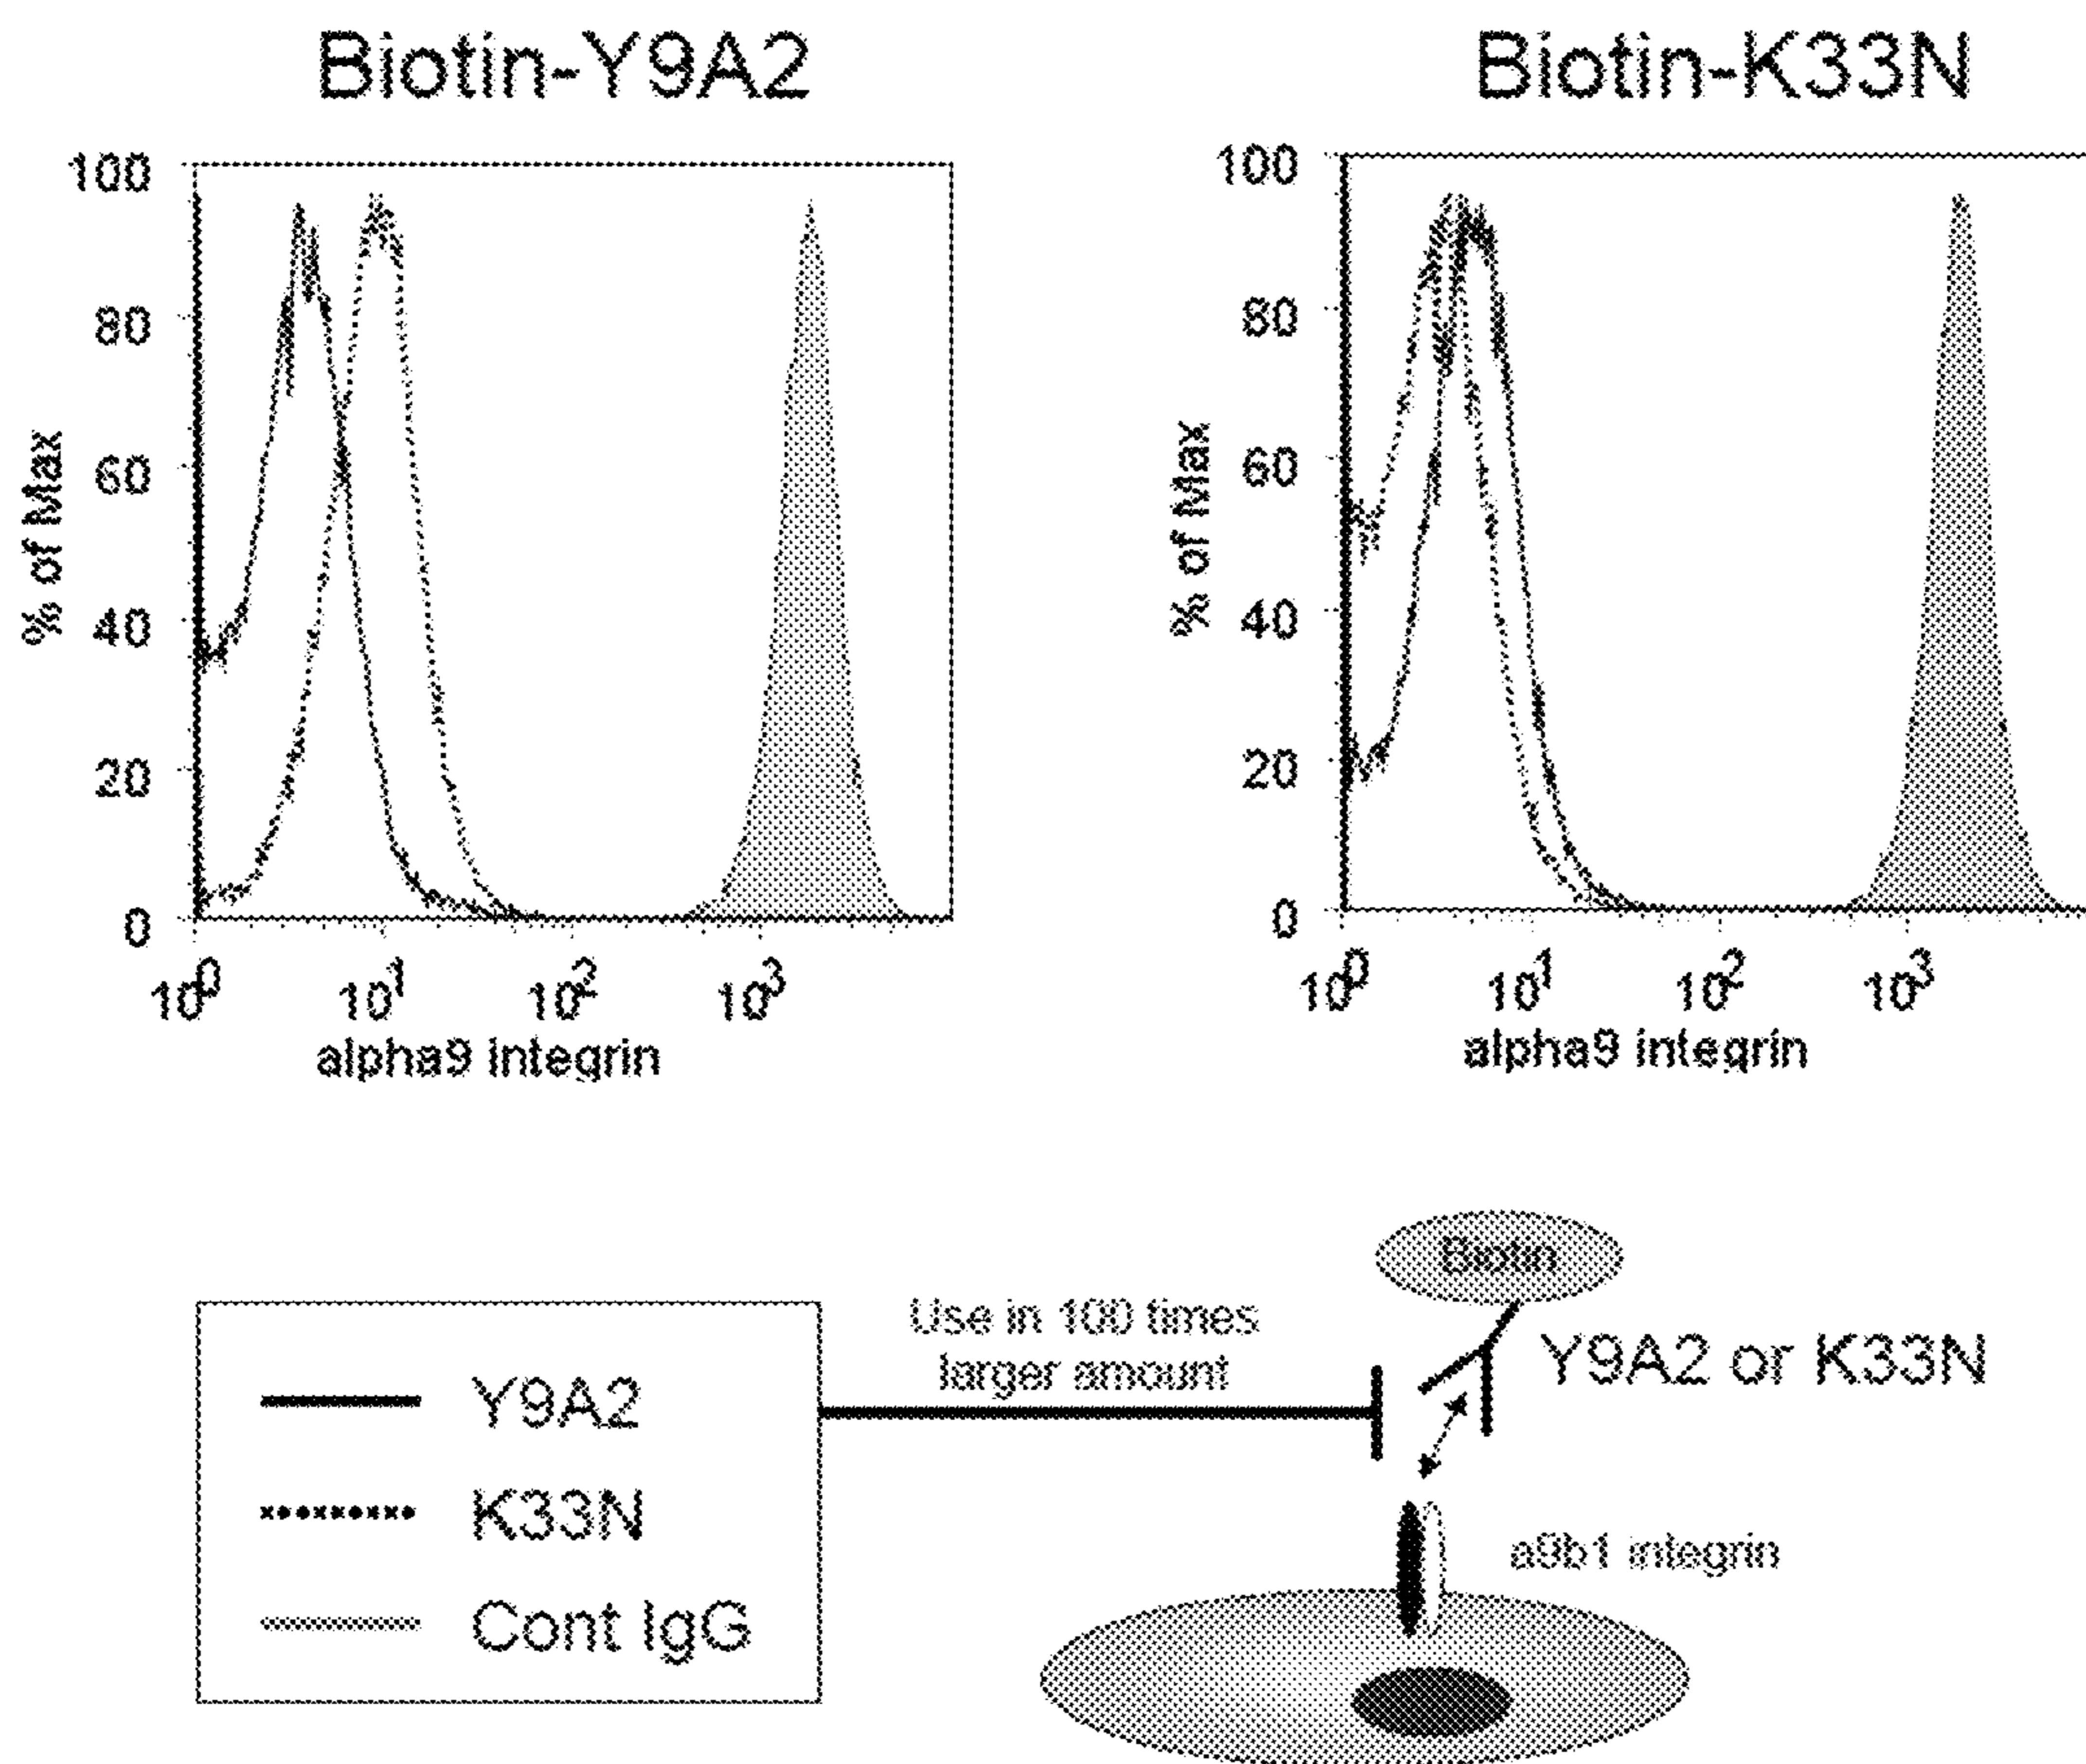 Biotin-Y9A2
100
80
60
40
20
0
% of Max
10^0 10^1 10^2 10^3
alpha9 integrin
Biotin-K33N
100
80
60
40
20
0
% of Max
10^0 10^1 10^2 10^3
alpha9 integrin
Y9A2
K33N
Cont IgG
Use in 100 times
larger amount
Biotin
Y9A2 or K33N
a9b1 integrin